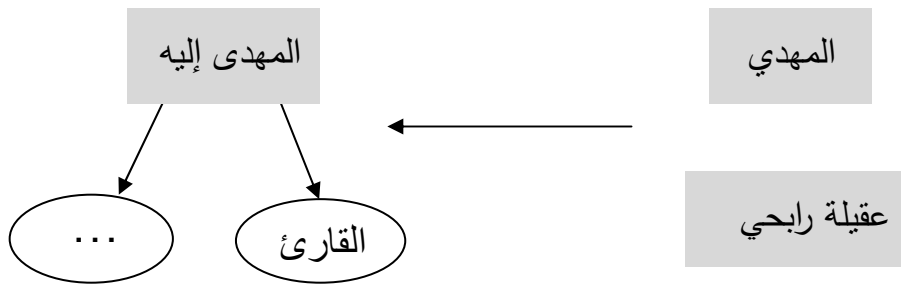 المهدي
المهدى إليه
عقيلة رابحي
القارئ
...